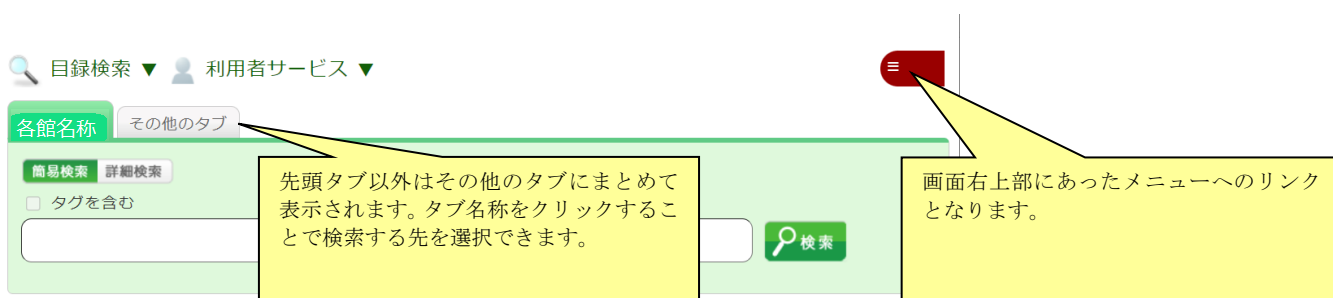 目録検索 ▼ 利用者サービス ▼ ≡
各館名称 その他のタブ
簡易検索 詳細検索
タグを含む
検索
先頭タブ以外はその他のタブにまとめて
表示されます。タブ名称をクリックするこ
とで検索する先を選択できます。
画面右上部にあったメニューへのリンク
となります。